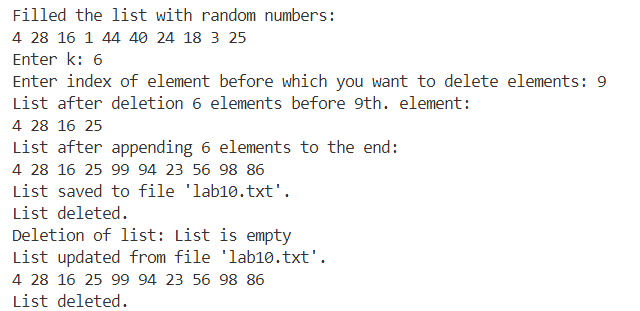 Filled the list with random numbers:
4 28 16 1 44 40 24 18 3 25
Enter k: 6
Enter index of element before which you want to delete elements: 9
List after deletion 6 elements before 9th. element:
4 28 16 25
List after appending 6 elements to the end:
4 28 16 25 99 94 23 56 98 86
List saved to file 'lab10.txt'.
List deleted.
Deletion of list: List is empty
List updated from file 'lab10.txt'.
4 28 16 25 99 94 23 56 98 86
List deleted.